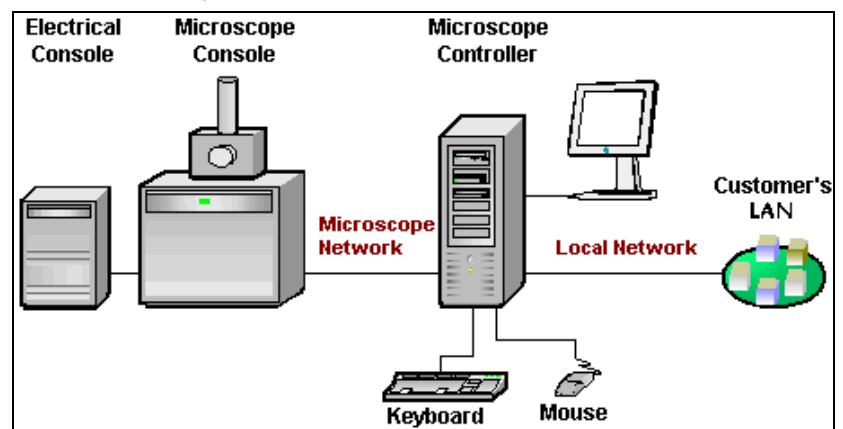 Electrical
Console
Microscope
Console
Microscope
Controller
Customer's
LAN
Microscope
Network
Local Network
Keyboard
Mouse